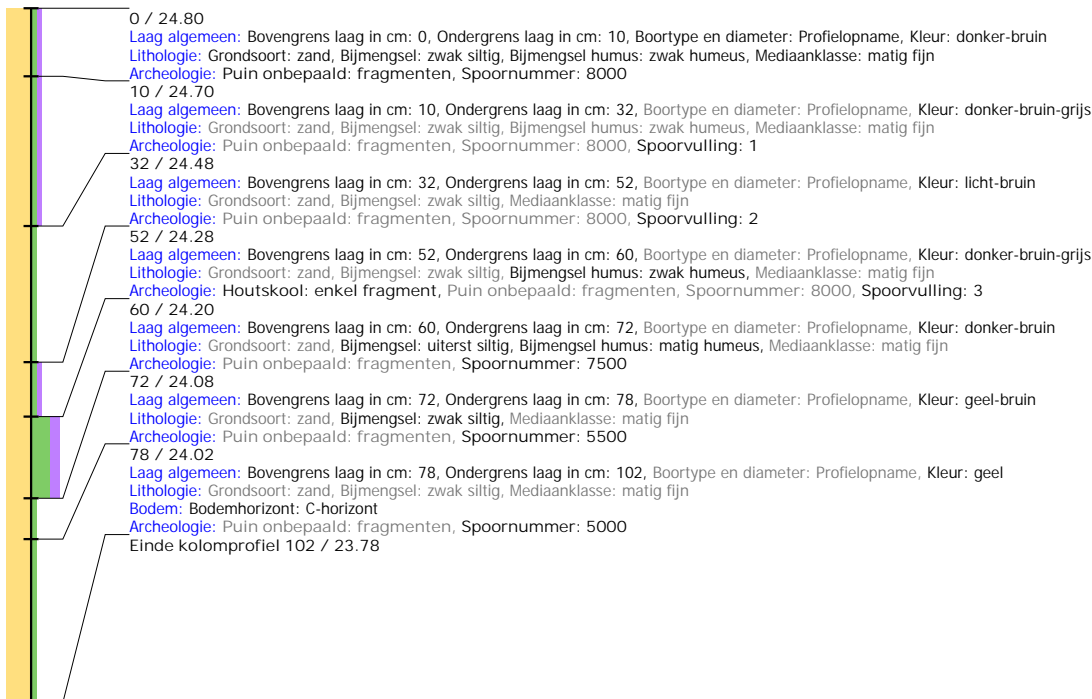 0 / 24.80
Laag algemeen: Bovengrens laag in cm: 0, Ondergrens laag in cm: 10, Boortype en diameter: Profielopname, Kleur: donker-bruin
Lithologie: Grondsoort: zand, Bijmengsel: zwak siltig, Bijmengsel humus: zwak humeus, Mediaanklasse: matig fijn
Archeologie: Puin onbepaald: fragmenten, Spoornummer: 8000
10 / 24.70
Laag algemeen: Bovengrens laag in cm: 10, Ondergrens laag in cm: 32, Boortype en diameter: Profielopname, Kleur: donker-bruin-grijs
Lithologie: Grondsoort: zand, Bijmengsel: zwak siltig, Bijmengsel humus: zwak humeus, Mediaanklasse: matig fijn
Archeologie: Puin onbepaald: fragmenten, Spoornummer: 8000, Spoorvulling: 1
32 / 24.48
Laag algemeen: Bovengrens laag in cm: 32, Ondergrens laag in cm: 52, Boortype en diameter: Profielopname, Kleur: licht-bruin
Lithologie: Grondsoort: zand, Bijmengsel: zwak siltig, Mediaanklasse: matig fijn
Archeologie: Puin onbepaald: fragmenten, Spoornummer: 8000, Spoorvulling: 2
52 / 24.28
Laag algemeen: Bovengrens laag in cm: 52, Ondergrens laag in cm: 60, Boortype en diameter: Profielopname, Kleur: donker-bruin-grijs
Lithologie: Grondsoort: zand, Bijmengsel: zwak siltig, Bijmengsel humus: zwak humeus, Mediaanklasse: matig fijn
Archeologie: Houtskool: enkel fragment, Puin onbepaald: fragmenten, Spoornummer: 8000, Spoorvulling: 3
60 / 24.20
Laag algemeen: Bovengrens laag in cm: 60, Ondergrens laag in cm: 72, Boortype en diameter: Profielopname, Kleur: donker-bruin
Lithologie: Grondsoort: zand, Bijmengsel: uiterst siltig, Bijmengsel humus: matig humeus, Mediaanklasse: matig fijn
Archeologie: Puin onbepaald: fragmenten, Spoornummer: 7500
72 / 24.08
Laag algemeen: Bovengrens laag in cm: 72, Ondergrens laag in cm: 78, Boortype en diameter: Profielopname, Kleur: geel-bruin
Lithologie: Grondsoort: zand, Bijmengsel: zwak siltig, Mediaanklasse: matig fijn
Archeologie: Puin onbepaald: fragmenten, Spoornummer: 5500
78 / 24.02
Laag algemeen: Bovengrens laag in cm: 78, Ondergrens laag in cm: 102, Boortype en diameter: Profielopname, Kleur: geel
Lithologie: Grondsoort: zand, Bijmengsel: zwak siltig, Mediaanklasse: matig fijn
Bodem: Bodemhorizont: C-horizont
Archeologie: Puin onbepaald: fragmenten, Spoornummer: 5000
Einde kolomprofiel 102 / 23.78